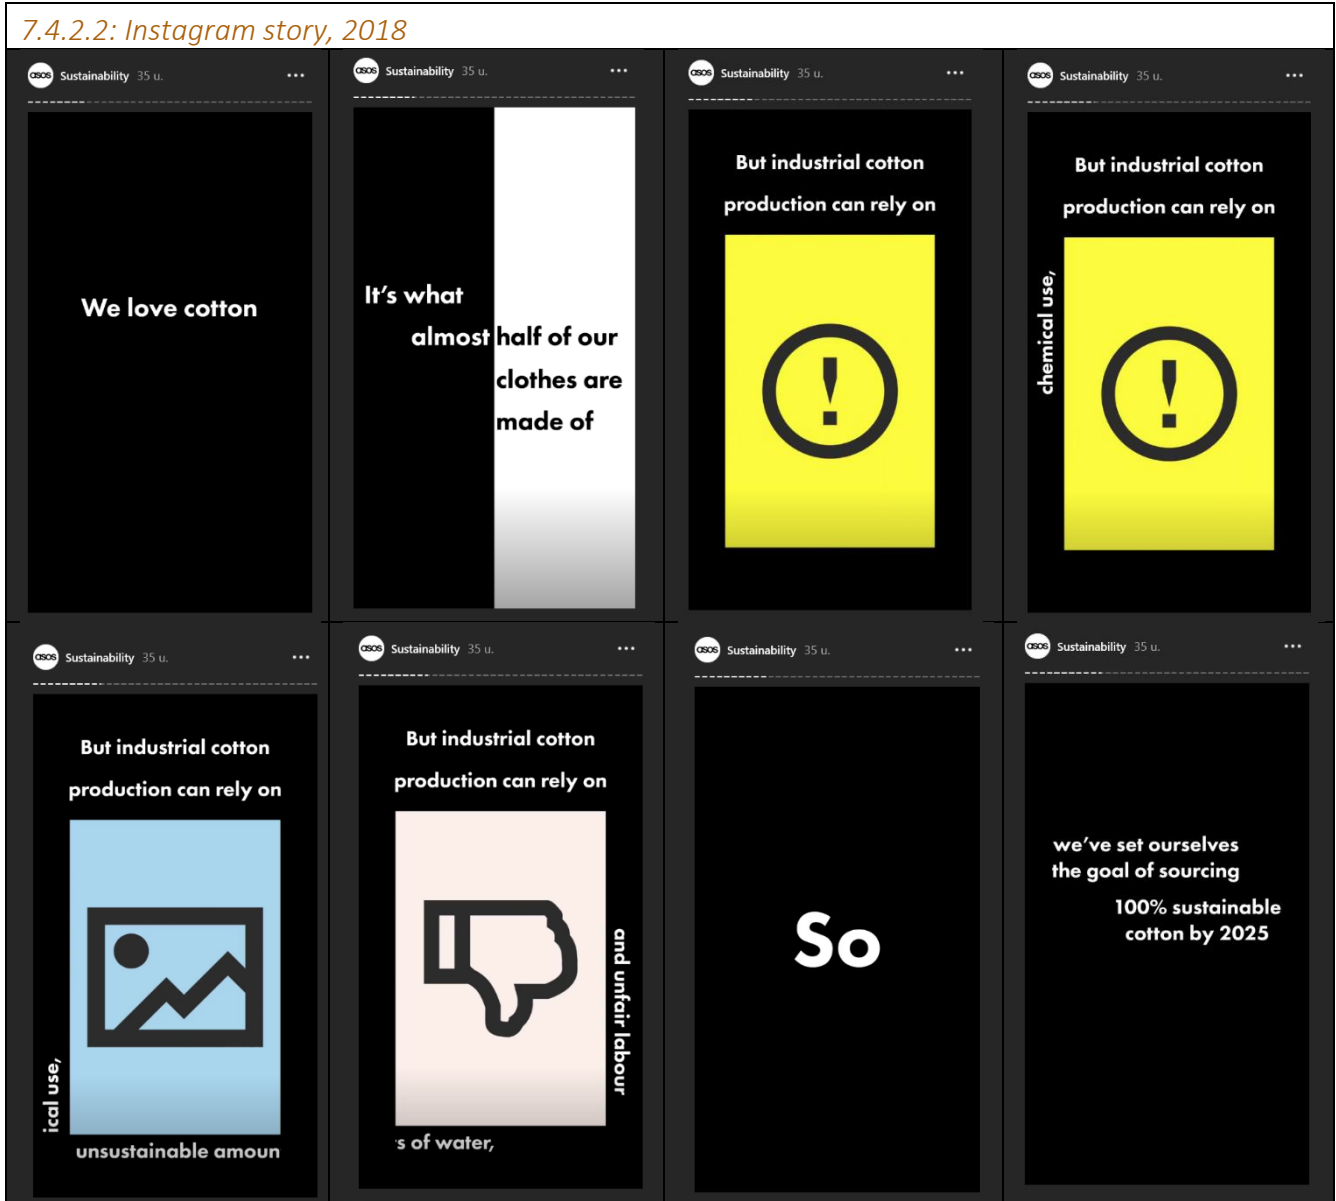 7.4.2.2: Instagram story, 2018
asos Sustainability 35 u.
We love cotton
asos Sustainability 35 u.
It's what
almost half of our
clothes are
made of
asos Sustainability 35 u.
But industrial cotton
production can rely on
!
asos Sustainability 35 u.
But industrial cotton
production can rely on
chemical use,
!
asos Sustainability 35 u.
But industrial cotton
production can rely on
ical use,
unsustainable amoun
asos Sustainability 35 u.
But industrial cotton
production can rely on
s of water,
and unfair labour
asos Sustainability 35 u.
So
asos Sustainability 35 u.
we've set ourselves
the goal of sourcing
100% sustainable
cotton by 2025